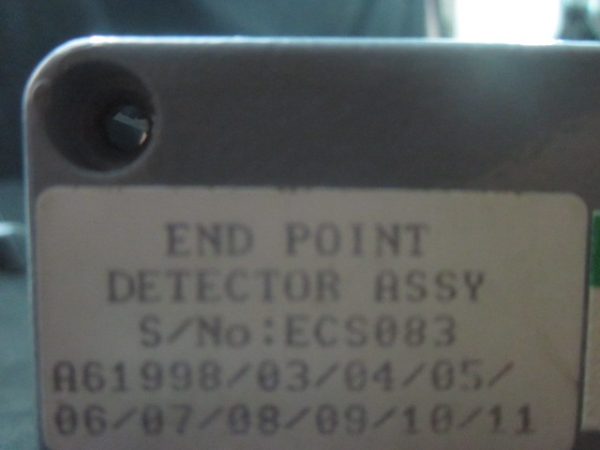 END POINT
DETECTOR ASSY
S/No:ECS083
A61998/03/04/05/
06/07/08/09/10/11